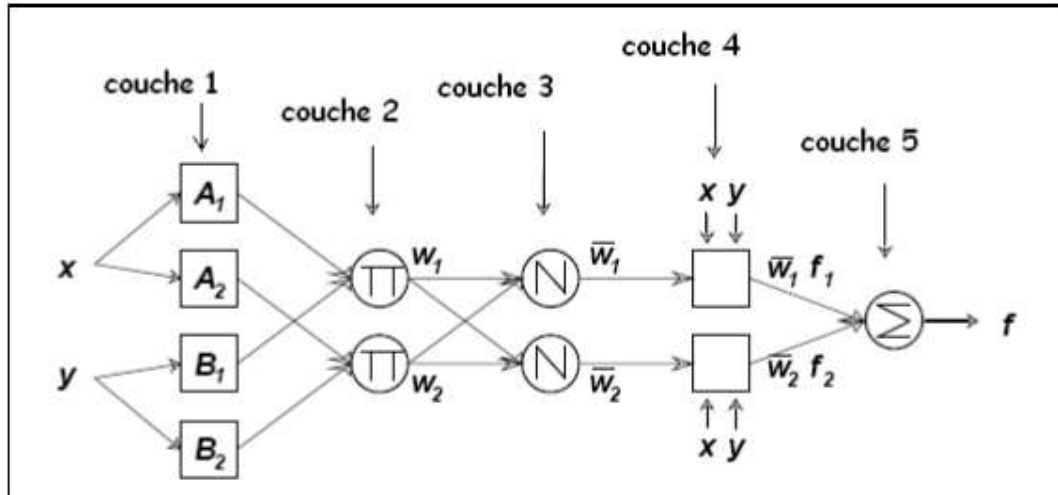 couche 1
couche 2
couche 3
couche 4
couche 5
x
y
A₁
A₂
B₁
B₂
Π
Π
w₁
w₂
N
N
w̅₁
w̅₂
x y
x y
w̅₁ f₁
w̅₂ f₂
Σ
f